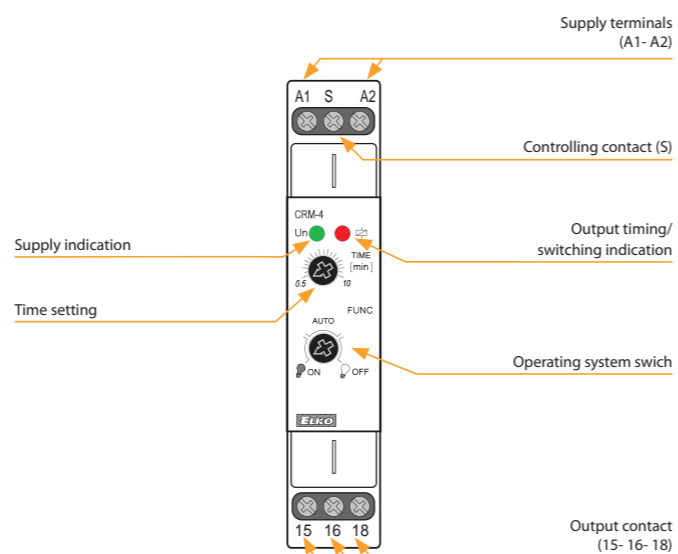 Supply terminals
(A1- A2)
A1 S A2
Controlling contact (S)
CRM-4
Un
Output timing/
switching indication
Supply indication
TIME
[min]
0.5 10
Time setting
FUNC
AUTO
Operating system swich
ON OFF
ELKO
15 16 18
Output contact
(15- 16- 18)